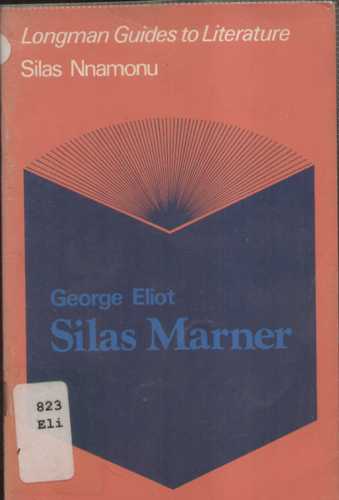 Longman Guides to Literature
Silas Nnamonu
George Eliot
Silas Marner
823
Eli